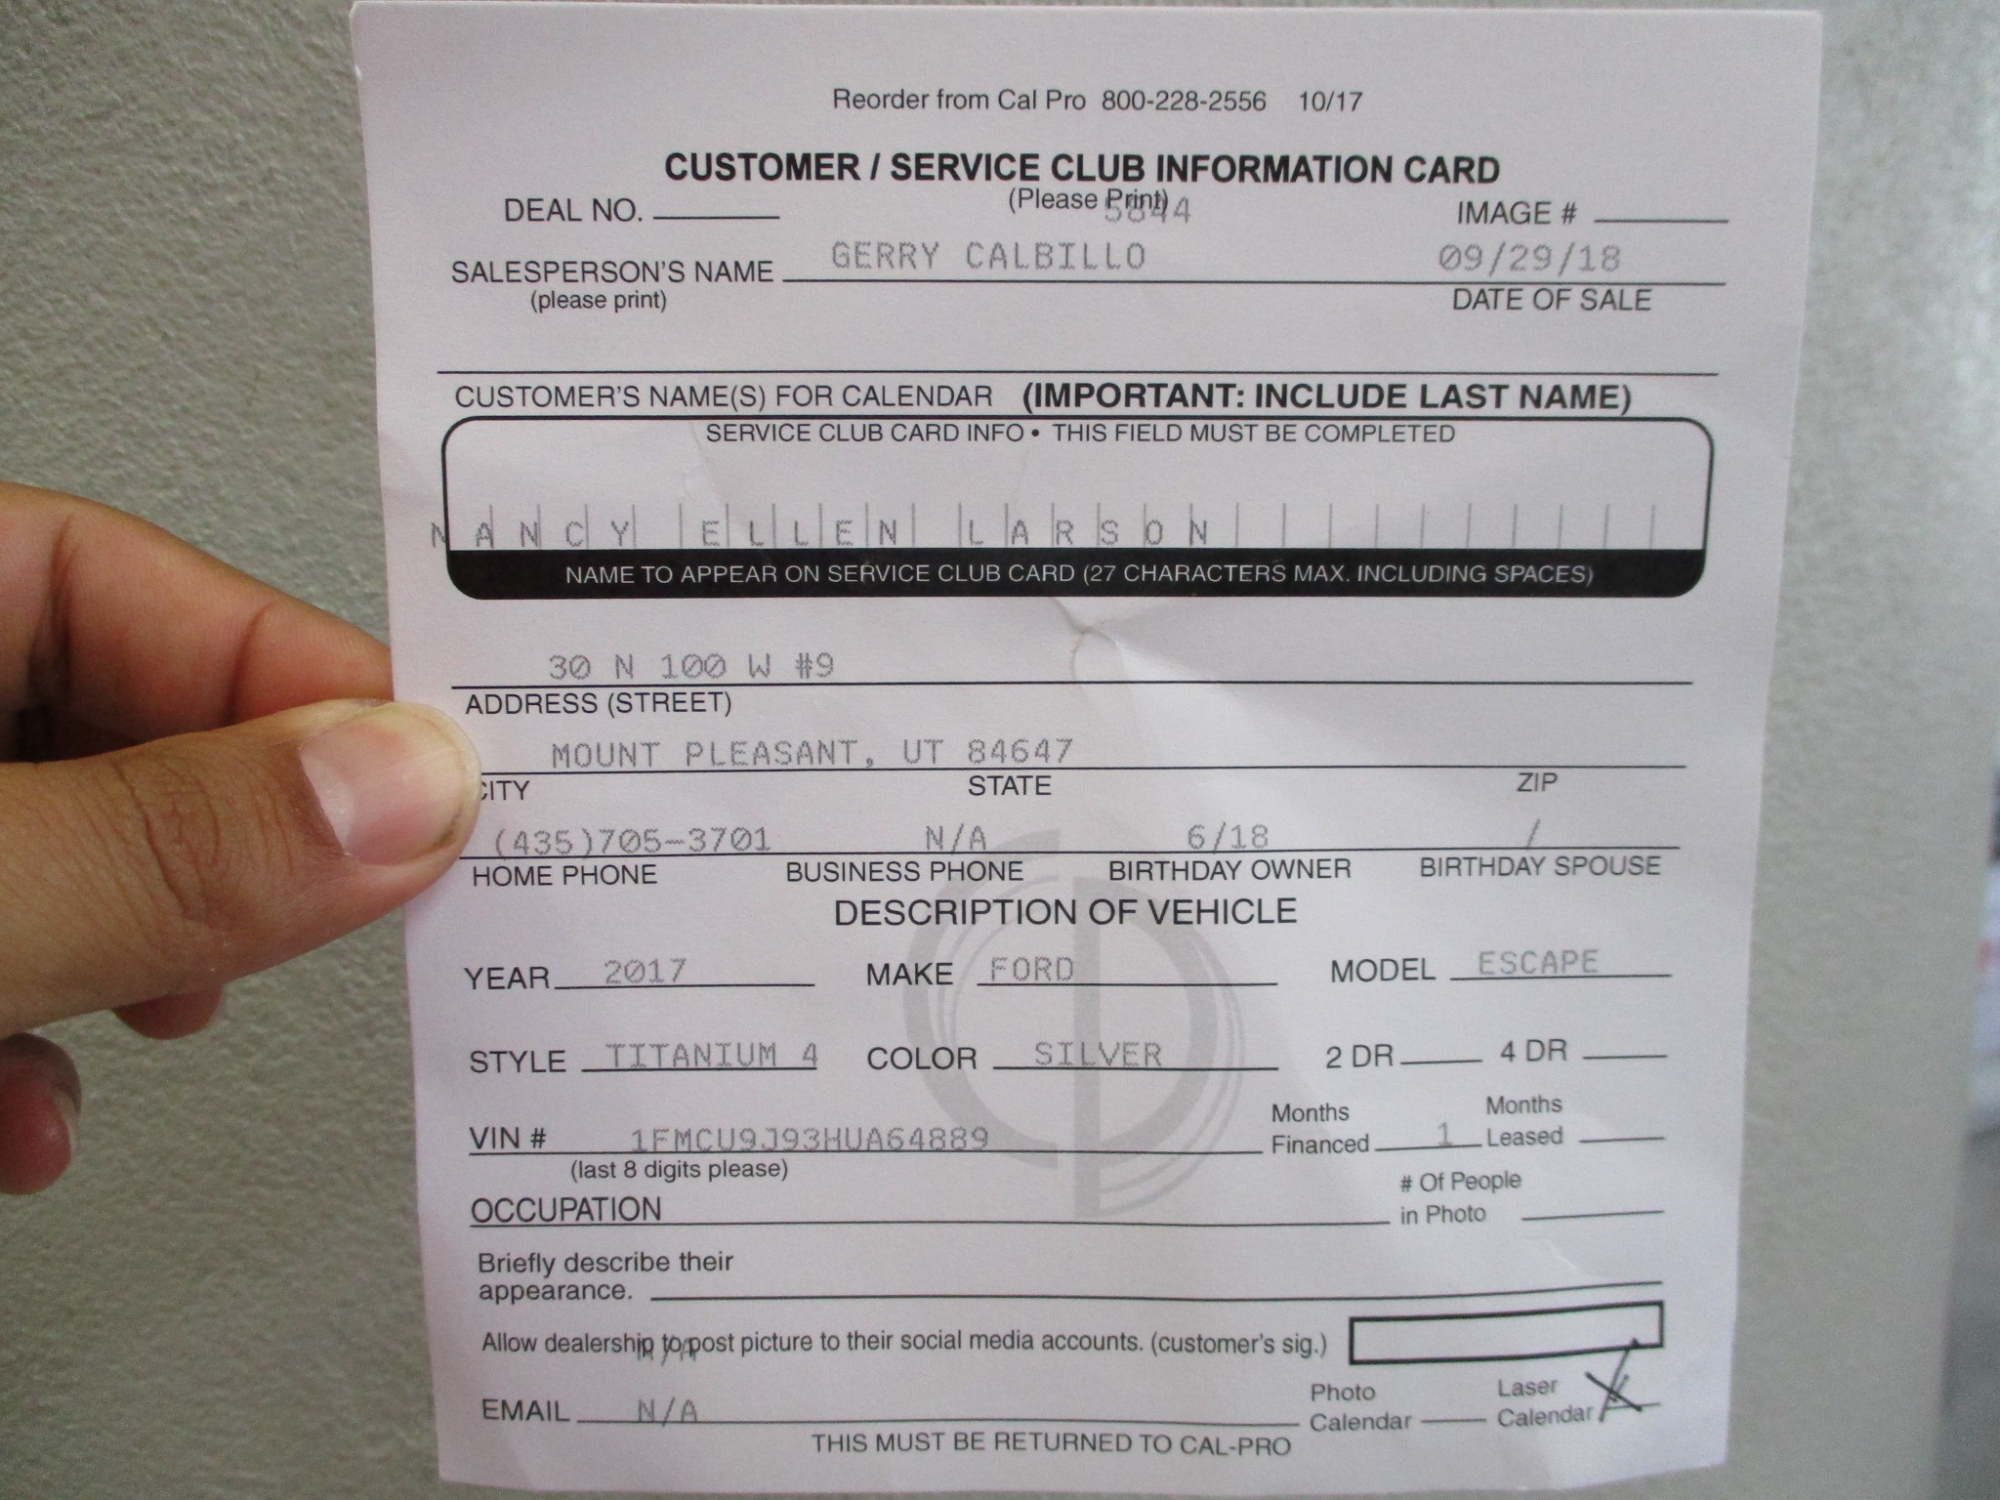 Reorder from Cal Pro 800-228-2556 10/17
CUSTOMER / SERVICE CLUB INFORMATION CARD
(Please Print)
5844
DEAL NO. IMAGE #
SALESPERSON'S NAME GERRY CALBILLO 09/29/18
(please print) DATE OF SALE
CUSTOMER'S NAME(S) FOR CALENDAR (IMPORTANT: INCLUDE LAST NAME)
SERVICE CLUB CARD INFO • THIS FIELD MUST BE COMPLETED
NANCY ELLEN LARSON
NAME TO APPEAR ON SERVICE CLUB CARD (27 CHARACTERS MAX. INCLUDING SPACES)
30 N 100 W #9
ADDRESS (STREET)
MOUNT PLEASANT, UT 84647
CITY STATE ZIP
(435)705-3701 N/A 6/18 /
HOME PHONE BUSINESS PHONE BIRTHDAY OWNER BIRTHDAY SPOUSE
DESCRIPTION OF VEHICLE
YEAR 2017 MAKE FORD MODEL ESCAPE
STYLE TITANIUM 4 COLOR SILVER 2 DR 4 DR
VIN # 1FMCU9J93HUA64889 Months Financed 1 Months Leased
(last 8 digits please)
OCCUPATION # Of People in Photo
Briefly describe their
appearance.
Allow dealership to post picture to their social media accounts. (customer's sig.)
N/A
EMAIL N/A Photo Calendar Laser Calendar X
THIS MUST BE RETURNED TO CAL-PRO